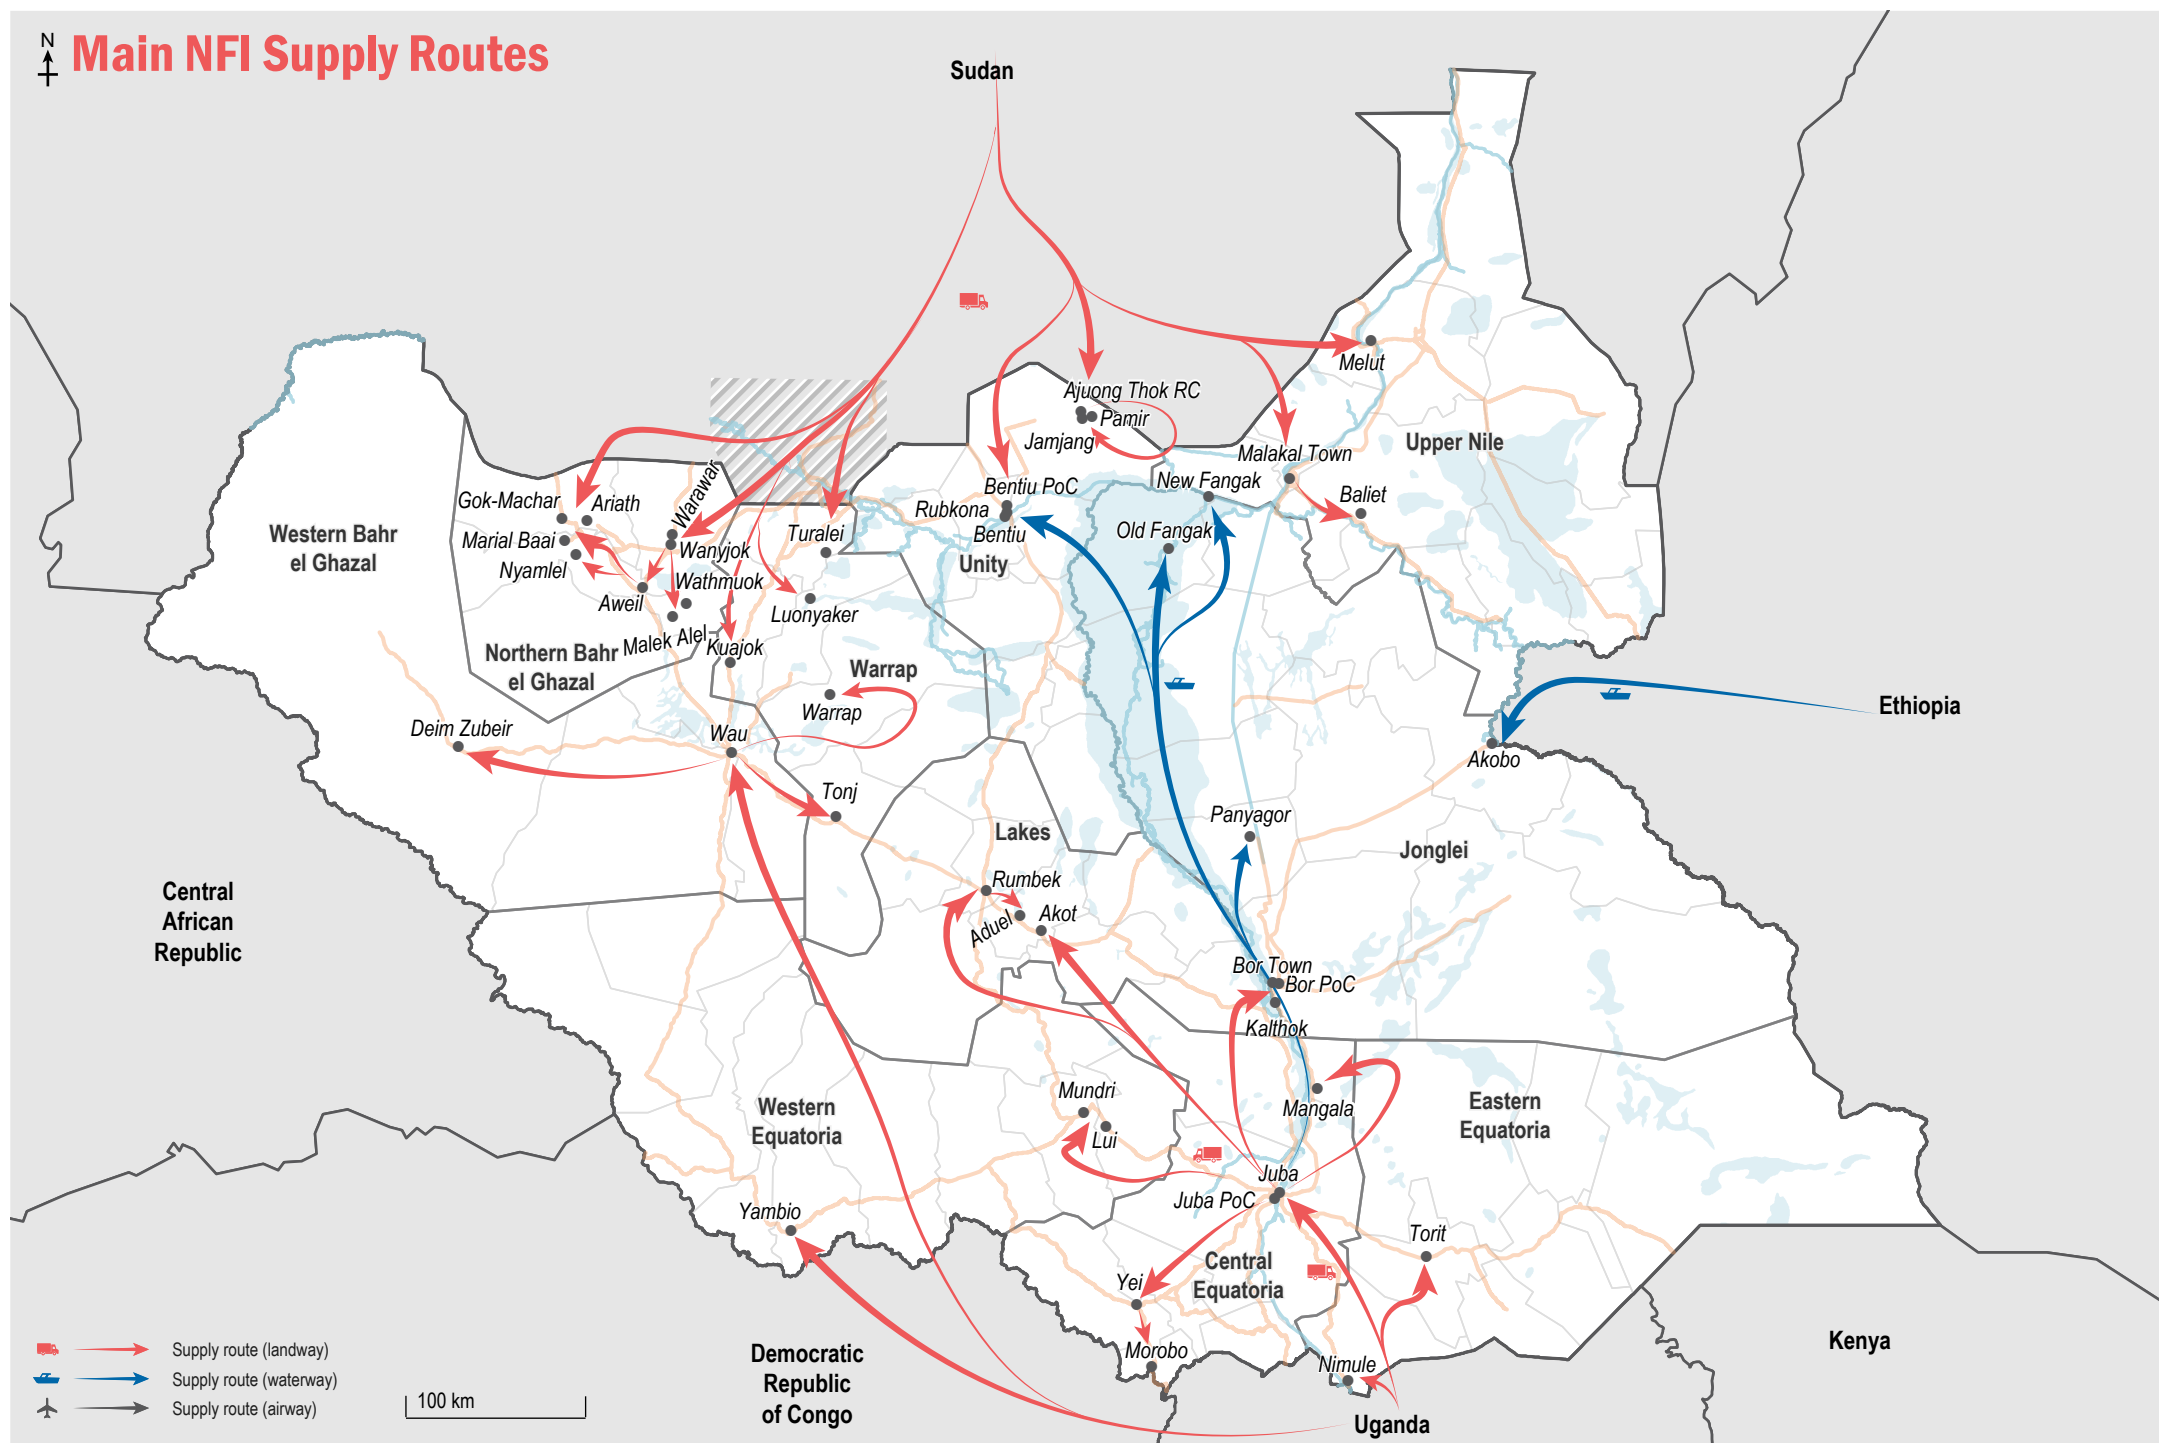 N
Main NFI Supply Routes
Sudan
Melut
Ajuong Thok RC
Pamir
Jamjang
Upper Nile
Malakal Town
New Fangak
Baliet
Bentiu PoC
Rubkona
Bentiu
Old Fangak
Unity
Gok-Machar
Ariath
Warawar
Western Bahr
el Ghazal
Marial Baai
Nyamlel
Wanyjok
Turalei
Wathmuok
Aweil
Luonyaker
Malek Alel
Kuajok
Northern Bahr
el Ghazal
Warrap
Warrap
Ethiopia
Deim Zubeir
Wau
Akobo
Tonj
Panyagor
Lakes
Jonglei
Rumbek
Aduel
Akot
Central
African
Republic
Bor Town
Bor PoC
Kalthok
Mundri
Lui
Mangala
Western
Equatoria
Eastern
Equatoria
Juba
Juba PoC
Yambio
Torit
Yei
Central
Equatoria
Morobo
Nimule
Kenya
Democratic
Republic
of Congo
Uganda
Supply route (landway)
Supply route (waterway)
Supply route (airway)
100 km